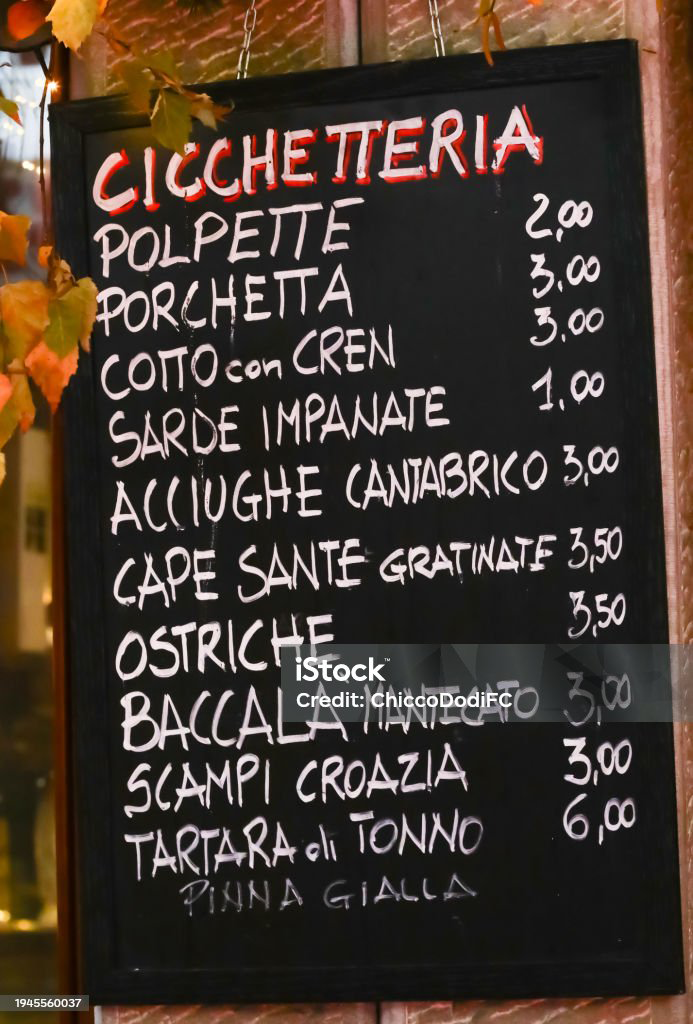 CICCHETTERIA
POLPETTE 2,00
PORCHETTA 3.00
COTTO con CREN 3.00
SARDE IMPANATE 1,00
ACCIUGHE CANTABRICO 3,00
CAPE SANTE GRATINATE 3,50
OSTRICHE 3,50
iStock™
Credit: ChiccoDodiFC
BACCALA MANTECATO 3,00
SCAMPI CROAZIA 3,00
TARTARA di TONNO 6,00
PINNA GIALLA
1945560037